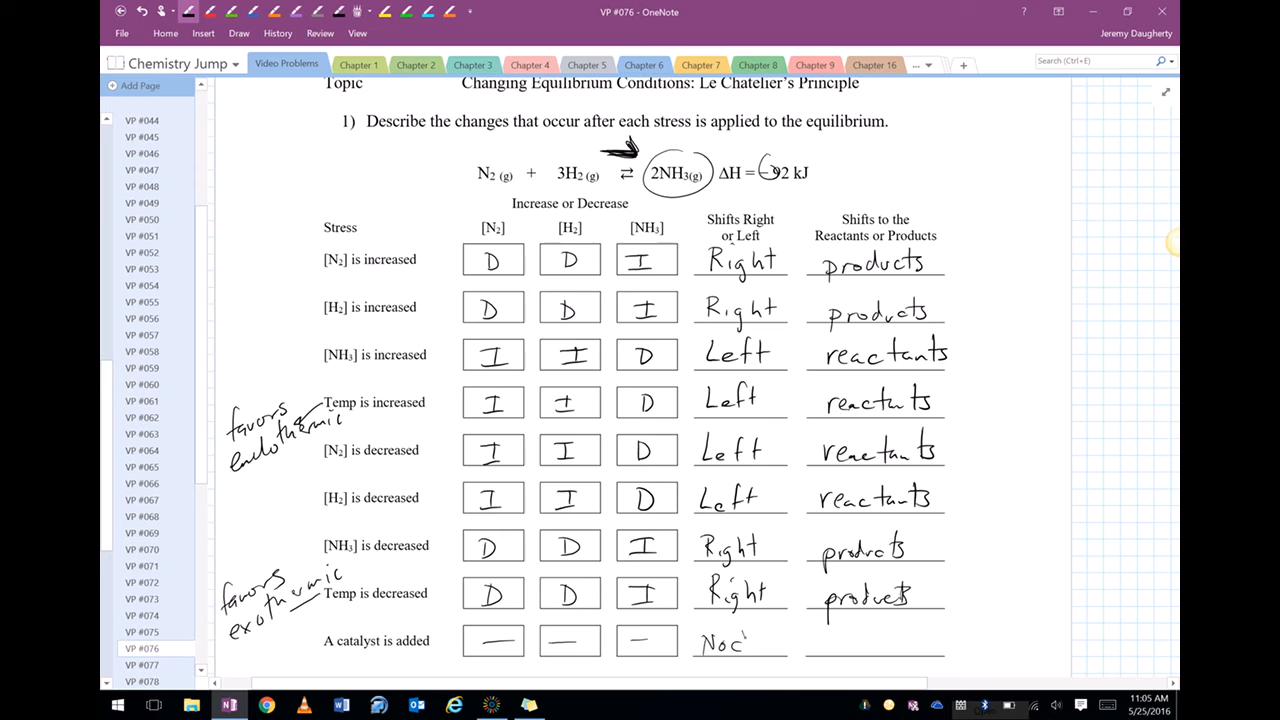 VP #076 - OneNote
File Home Insert Draw History Review View Jeremy Daugherty
Chemistry Jump Video Problems Chapter 1 Chapter 2 Chapter 3 Chapter 4 Chapter 5 Chapter 6 Chapter 7 Chapter 8 Chapter 9 Chapter 16 ... Search (Ctrl+E)
Add Page
VP #044
VP #045
VP #046
VP #047
VP #048
VP #049
VP #050
VP #051
VP #052
VP #053
VP #054
VP #055
VP #056
VP #057
VP #058
VP #059
VP #060
VP #061
VP #062
VP #063
VP #064
VP #065
VP #066
VP #067
VP #068
VP #069
VP #070
VP #071
VP #072
VP #073
VP #074
VP #075
VP #076
VP #077
VP #078
Topic Changing Equilibrium Conditions: Le Chatelier's Principle
1) Describe the changes that occur after each stress is applied to the equilibrium.
N2 (g) + 3H2 (g) ⇄ 2NH3(g) ΔH = – 92 kJ
Increase or Decrease
Stress [N2] [H2] [NH3] Shifts Right or Left Shifts to the Reactants or Products
[N2] is increased D D I Right products
[H2] is increased D D I Right products
[NH3] is increased I I D Left reactants
Temp is increased I I D Left reactants
favors endothermic
[N2] is decreased I I D Left reactants
[H2] is decreased I I D Left reactants
[NH3] is decreased D D I Right products
Temp is decreased D D I Right products
favors exothermic
A catalyst is added — — — Noc
11:05 AM
5/25/2016